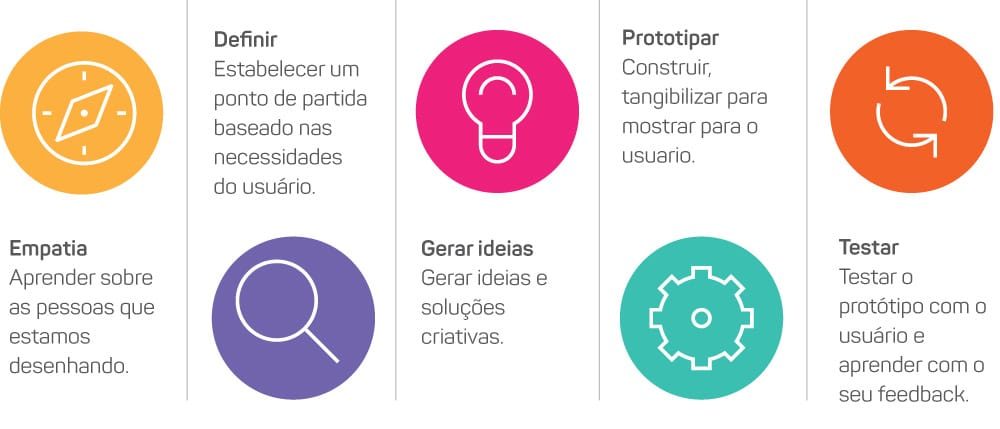 Empatia
Aprender sobre
as pessoas que
estamos
desenhando.
Definir
Estabelecer um
ponto de partida
baseado nas
necessidades
do usuário.
Gerar ideias
Gerar ideias e
soluções
criativas.
Prototipar
Construir,
tangibilizar para
mostrar para o
usuario.
Testar
Testar o
protótipo com o
usuário e
aprender com o
seu feedback.